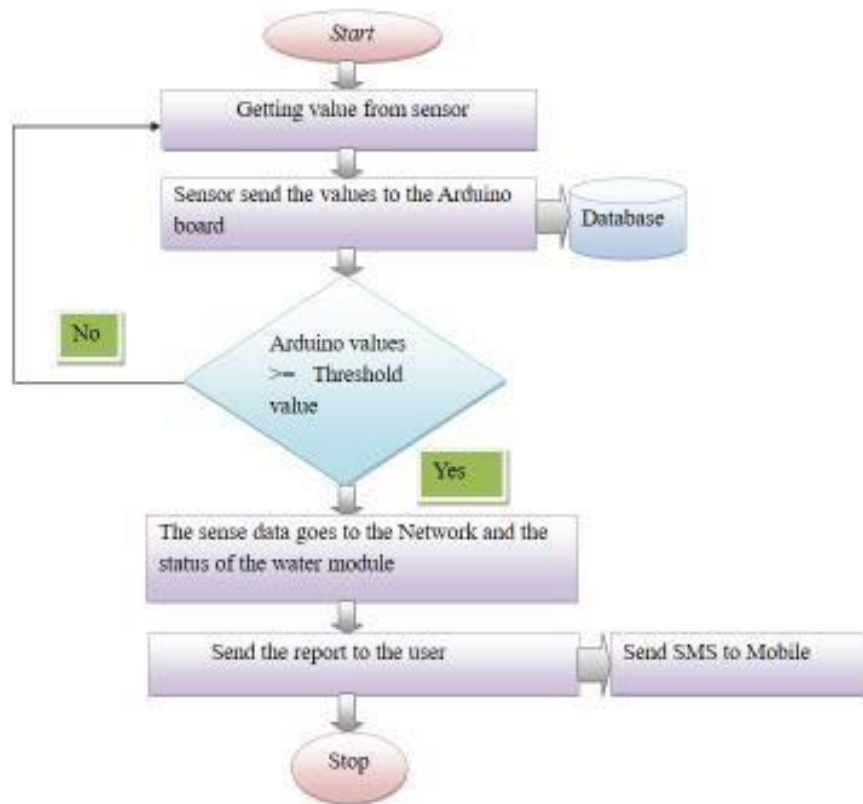 Start
Getting value from sensor
Sensor send the values to the Arduino
board
Database
No
Arduino values
>= Threshold
value
Yes
The sense data goes to the Network and the
status of the water module
Send the report to the user
Send SMS to Mobile
Stop